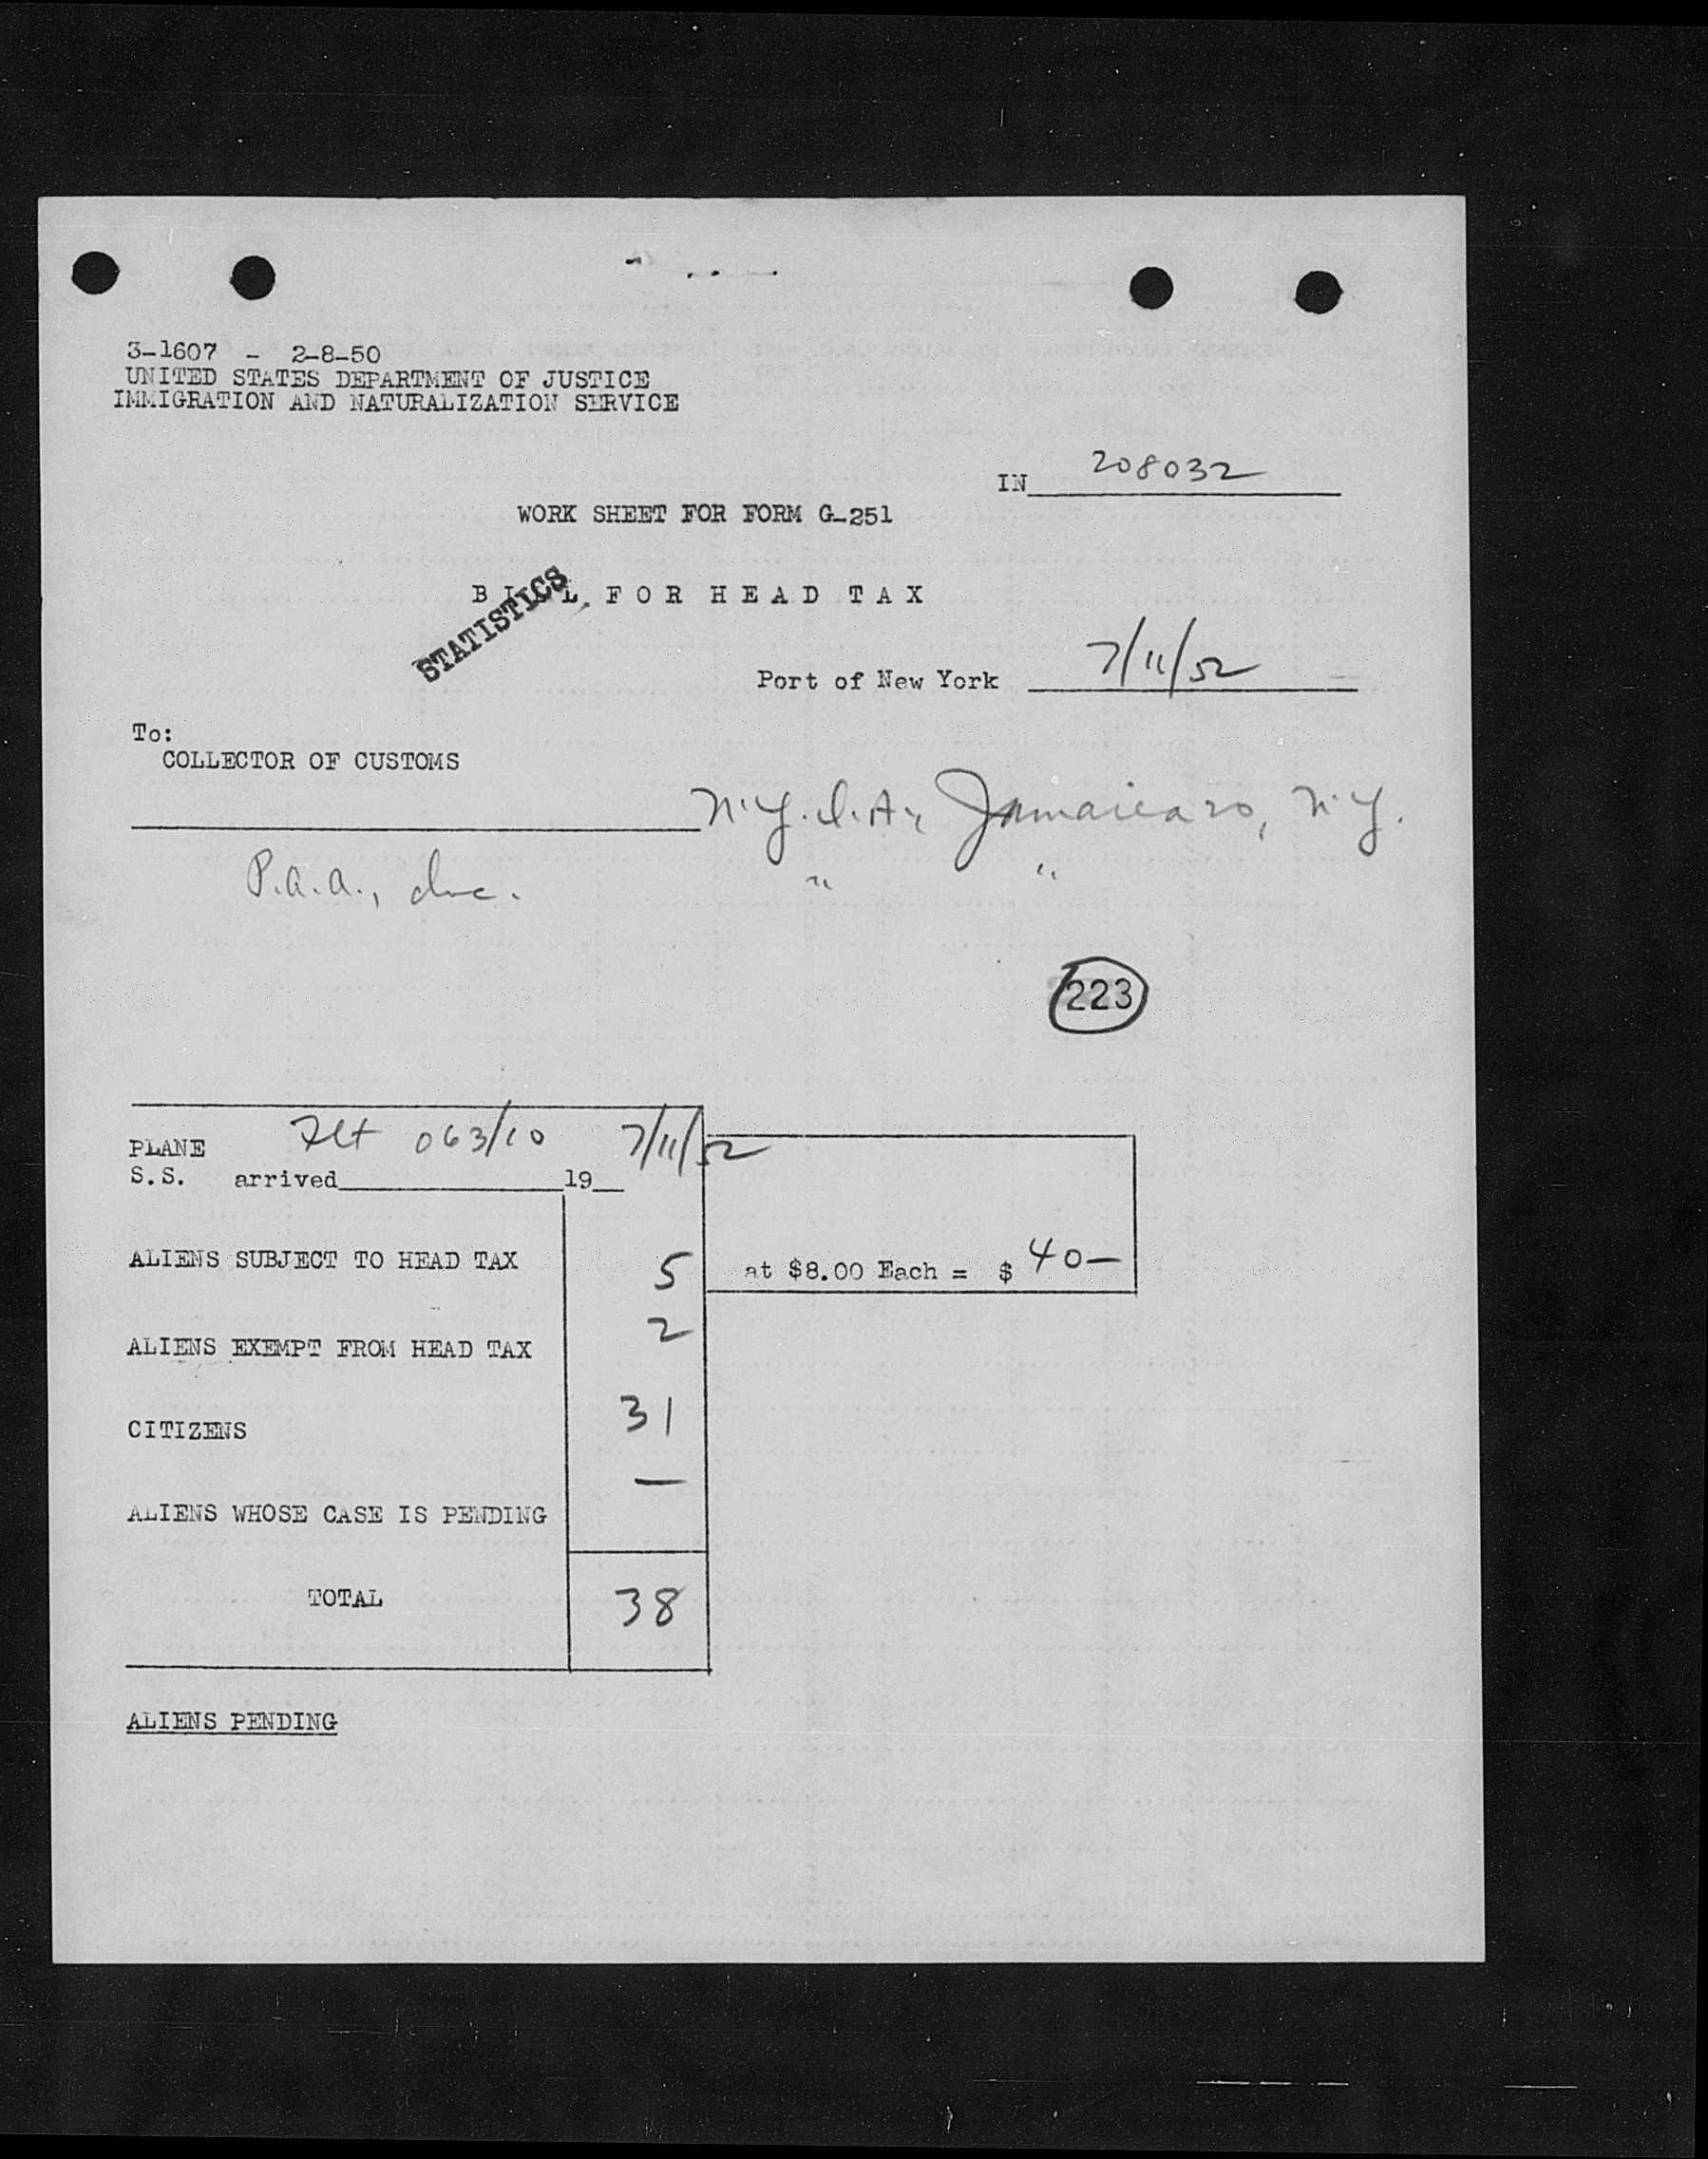 3-1607 - 2-8-50
UNITED STATES DEPARTMENT OF JUSTICE
IMMIGRATION AND NATURALIZATION SERVICE
IN 208032
WORK SHEET FOR FORM G-251
BILL FOR HEAD TAX
STATISTICS
Port of New York 7/11/52
To:
COLLECTOR OF CUSTOMS
N.Y.I.A., Jamaica 20, N.Y.
P.A.A., Inc. " "
223
PLANE Flt 063/10 7/11/52
S.S. arrived 19
ALIENS SUBJECT TO HEAD TAX 5 at $8.00 Each = $ 40—
ALIENS EXEMPT FROM HEAD TAX 2
CITIZENS 31
ALIENS WHOSE CASE IS PENDING —
TOTAL 38
ALIENS PENDING